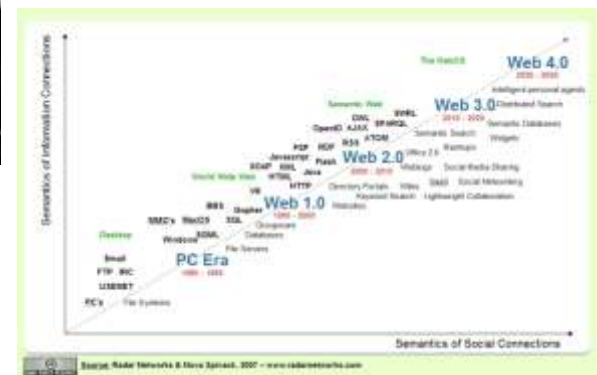 Semantics of Information Connections
The WebOS
Web 4.0
2020 - 2030
Intelligent personal agents
Semantic Web
SWRL
Web 3.0
Distributed Search
2010 - 2020
OWL
SPARQL
Semantic Databases
OpenID AJAX
ATOM
Semantic Search
Widgets
RSS
P2P RDF
Office 2.0
Mashups
Javascript
Flash
Web 2.0
2000 - 2010
Weblogs
Social Media Sharing
SOAP XML
Java
World Wide Web
HTML
SaaS
Social Networking
HTTP
Directory Portals
Wikis
VR
Keyword Search
Lightweight Collaboration
BBS
Gopher
Web 1.0
1990 - 2000
Websites
MMO's MacOS
SQL
Groupware
Desktop
SGML
Databases
Windows
File Servers
Email
PC Era
1980 - 1990
FTP IRC
USENET
PC's
File Systems
Semantics of Social Connections
Source: Radar Networks & Nova Spivack, 2007 – www.radarnetworks.com